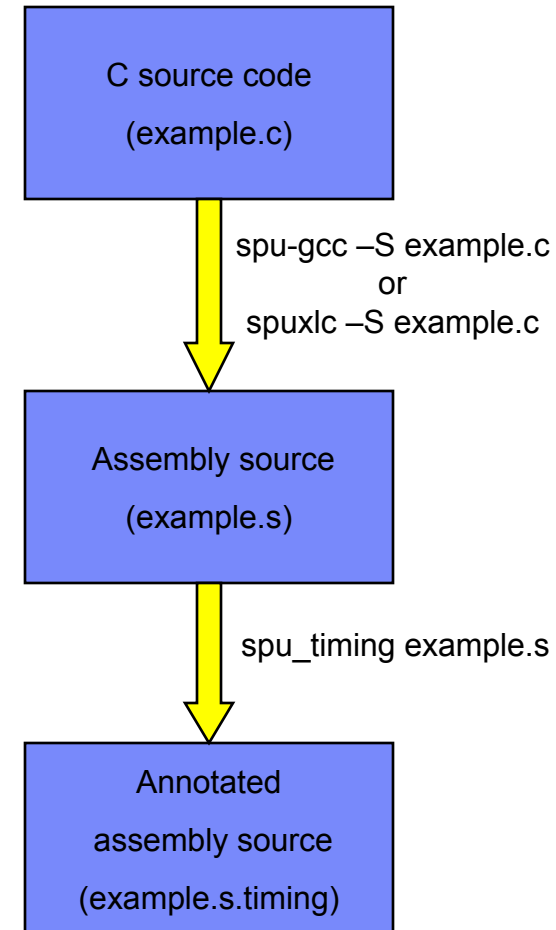 C source code
(example.c)
spu-gcc –S example.c
or
spuxlc –S example.c
Assembly source
(example.s)
spu_timing example.s
Annotated
assembly source
(example.s.timing)